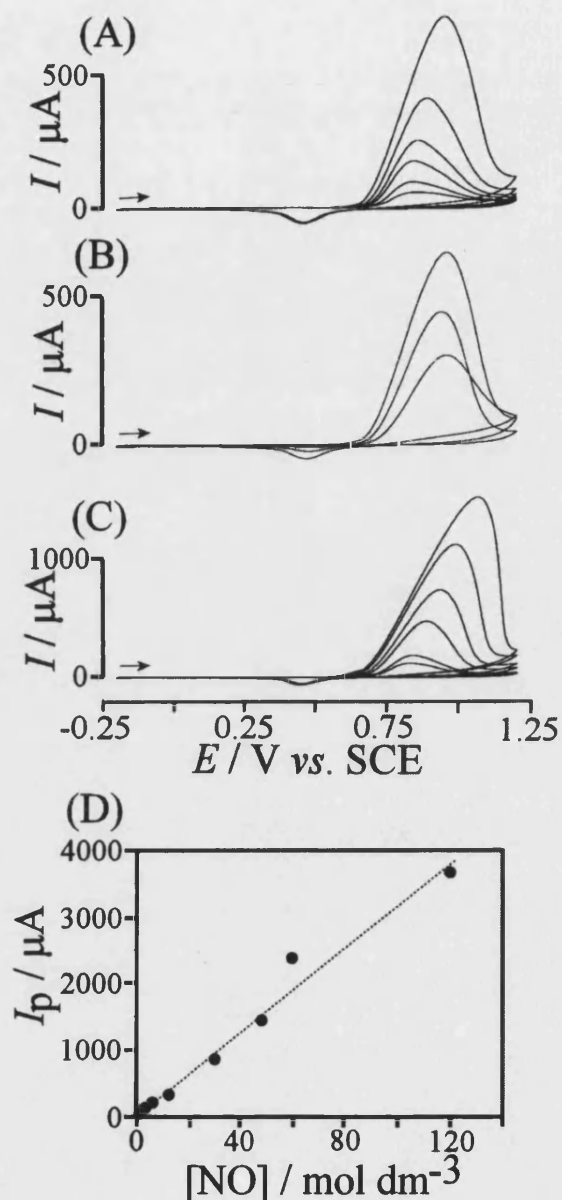 (A)
500
I / μA
0
(B)
500
I / μA
0
(C)
1000
I / μA
0
-0.25 0.25 0.75 1.25
E / V vs. SCE
(D)
4000
3000
2000
1000
0
Ip / μA
0 40 80 120
[NO] / mol dm-3